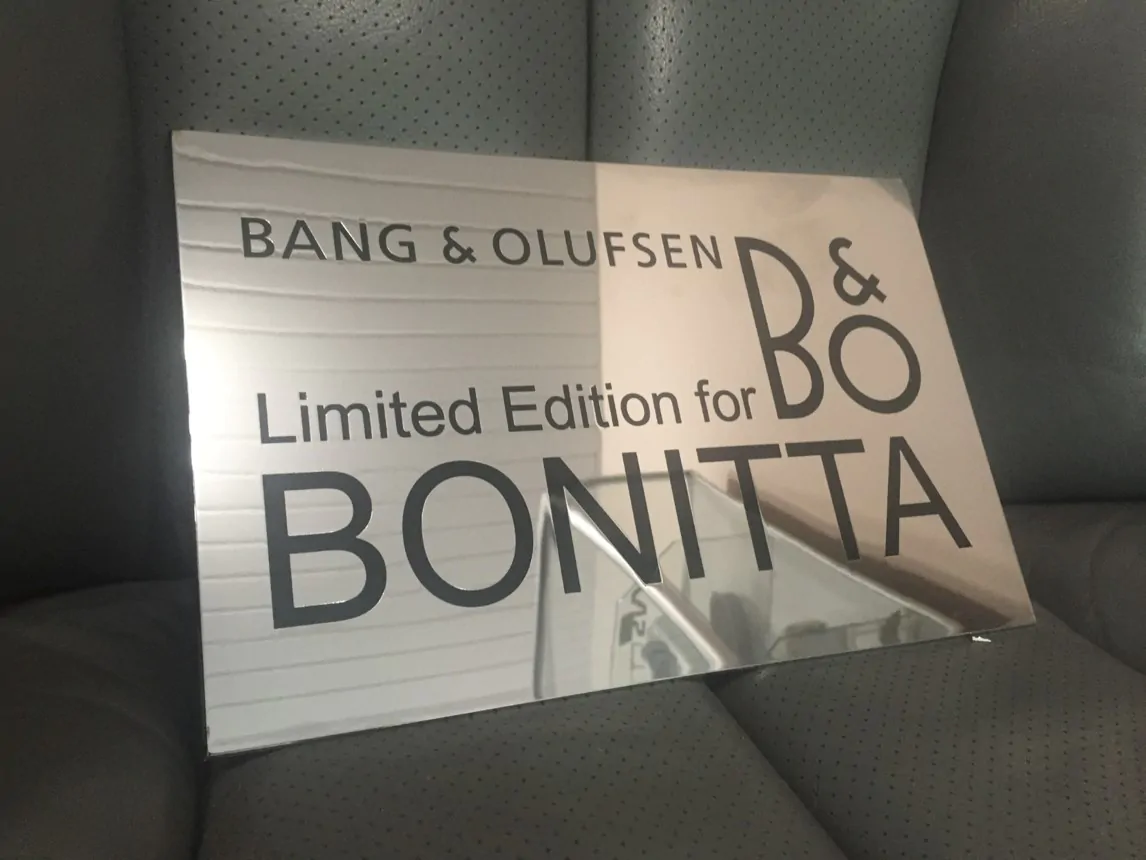 BANG & OLUFSEN
B&O
Limited Edition for
BONITTA